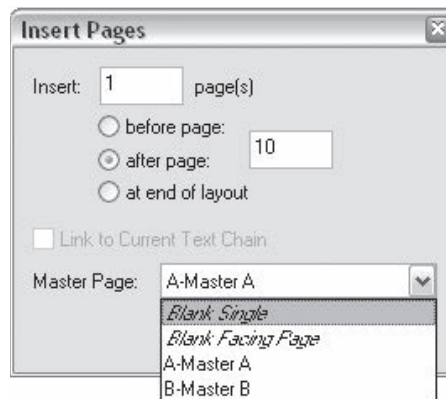 Insert Pages
Insert: 1 page(s)
before page:
after page: 10
at end of layout
Link to Current Text Chain
Master Page: A-Master A
Blank Single
Blank Facing Page
A-Master A
B-Master B